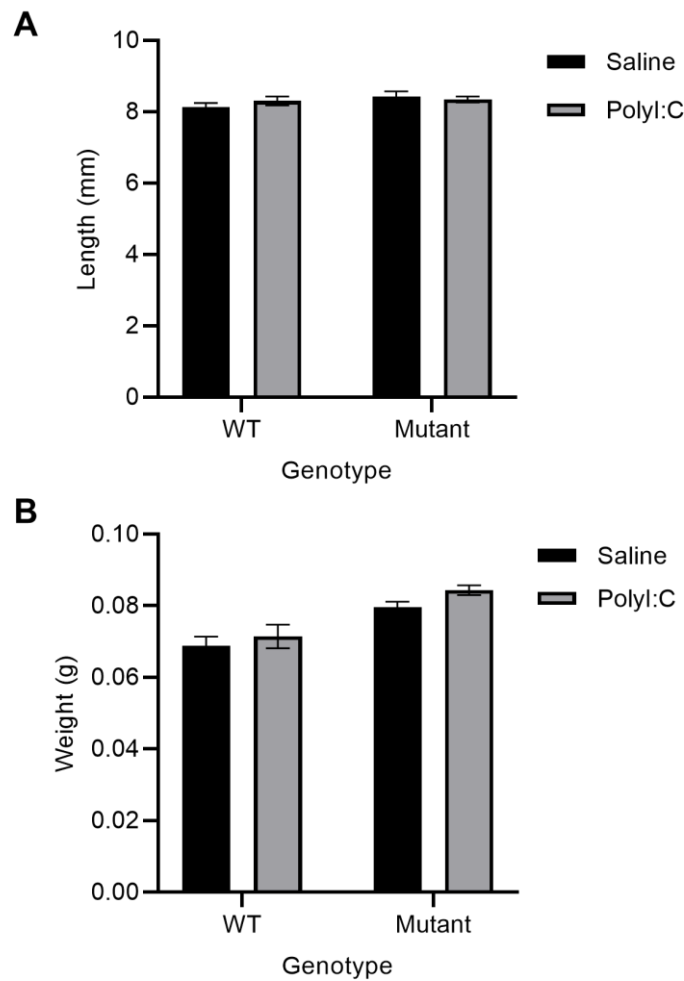 A
10
8
6
4
2
0
Length (mm)
WT
Mutant
Genotype
Saline
PolyI:C
B
0.10
0.08
0.06
0.04
0.02
0.00
Weight (g)
WT
Mutant
Genotype
Saline
PolyI:C